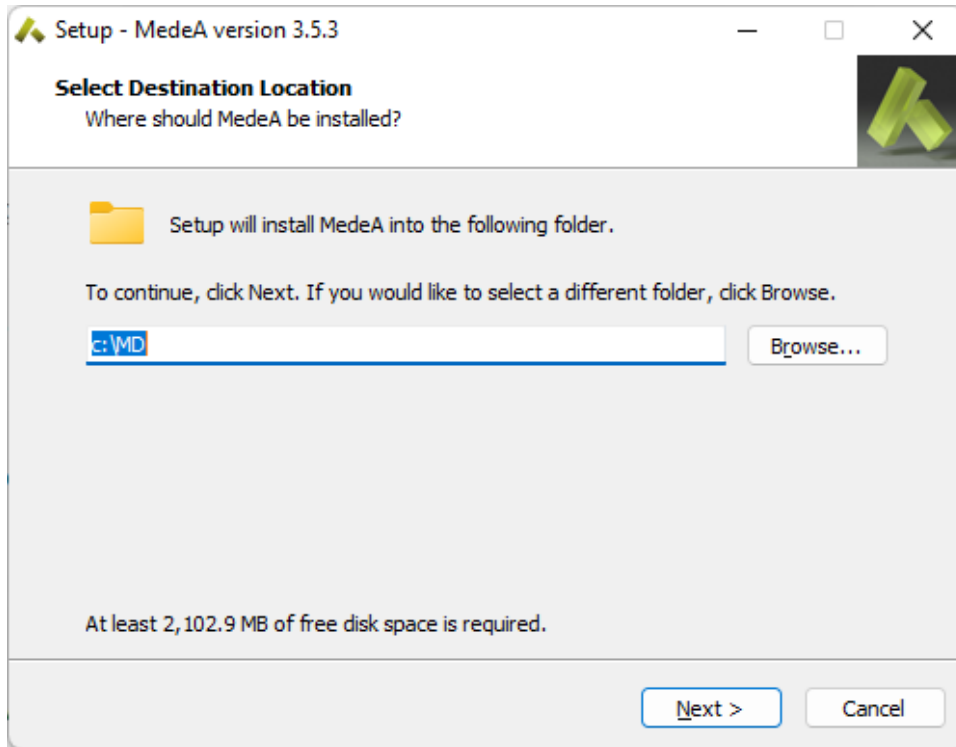 Setup - MedeA version 3.5.3
Select Destination Location
Where should MedeA be installed?
Setup will install MedeA into the following folder.
To continue, click Next. If you would like to select a different folder, click Browse.
c:\MD
Browse...
At least 2,102.9 MB of free disk space is required.
Next >
Cancel